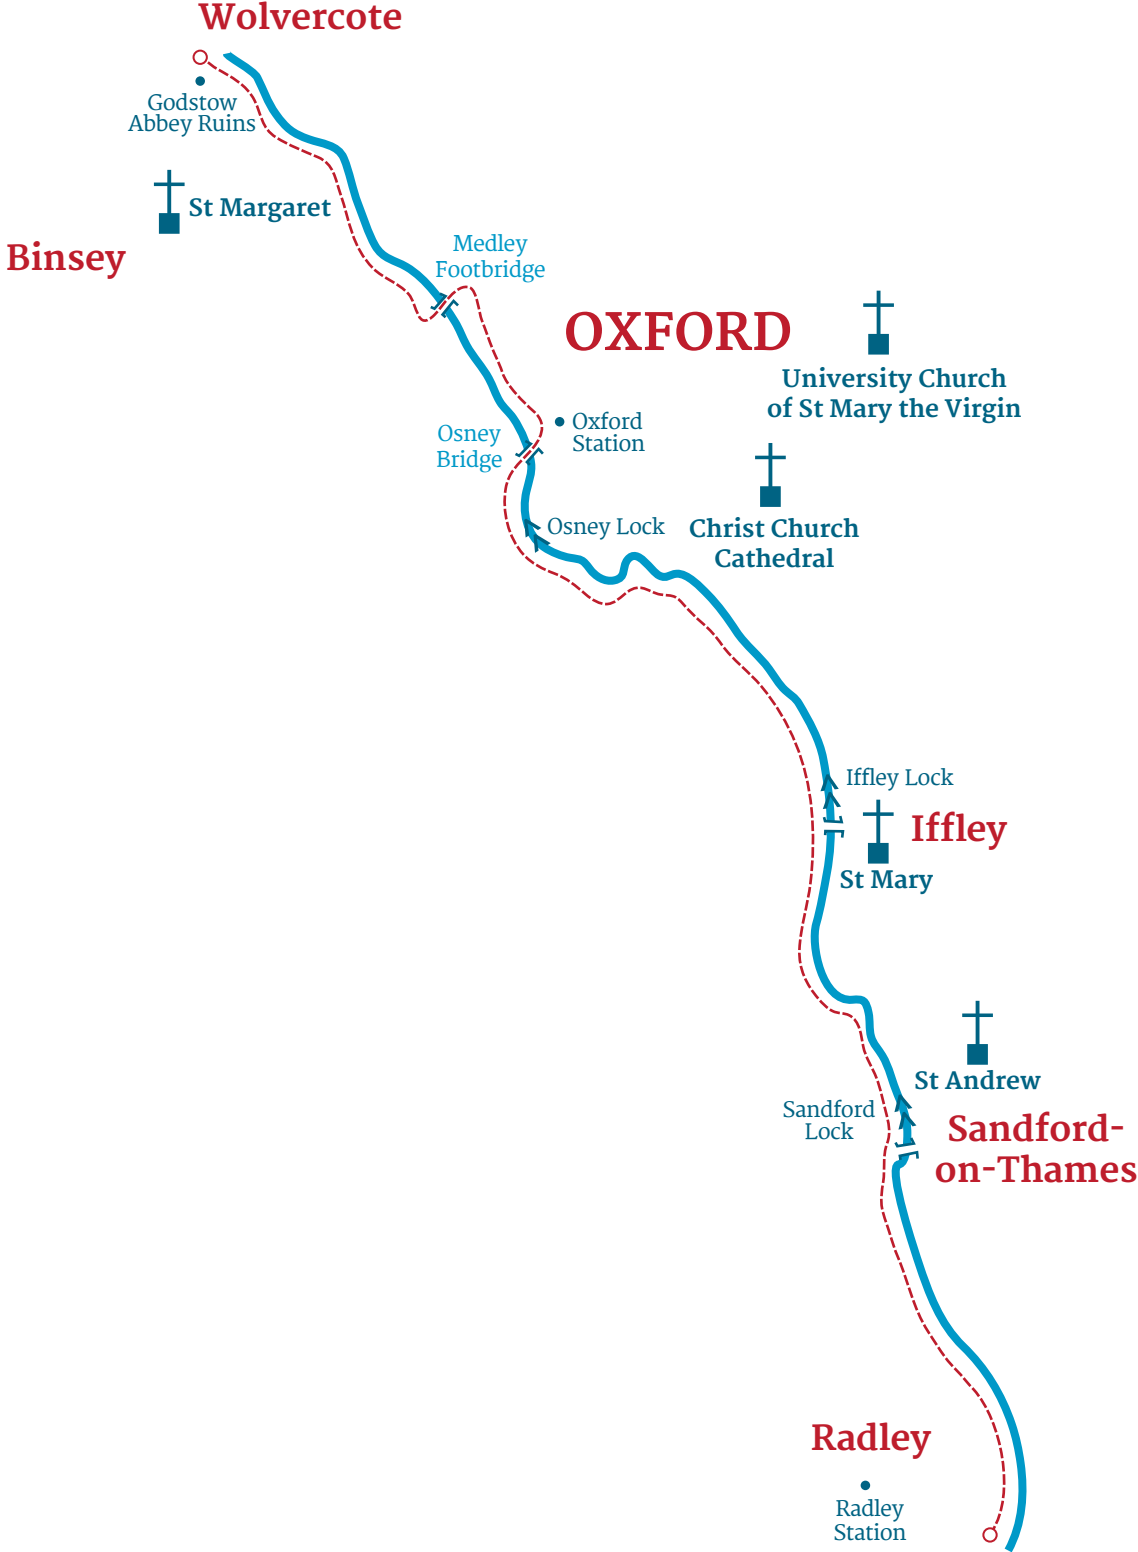 Wolvercote
Godstow
Abbey Ruins
St Margaret
Binsey
Medley
Footbridge
OXFORD
University Church
of St Mary the Virgin
Oxford
Station
Osney
Bridge
Osney Lock
Christ Church
Cathedral
Iffley Lock
Iffley
St Mary
St Andrew
Sandford
Lock
Sandford-
on-Thames
Radley
Radley
Station